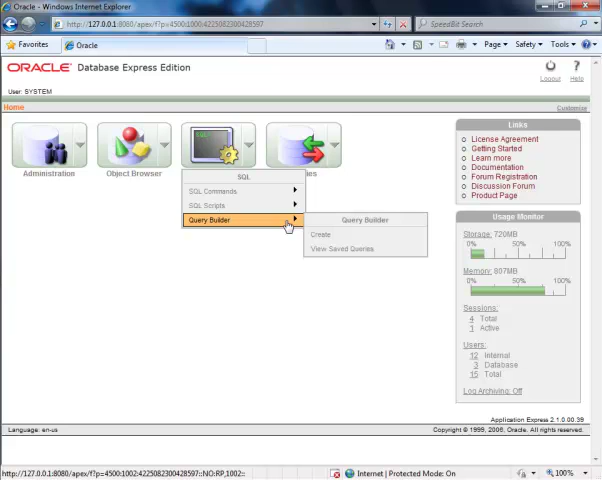 Oracle - Windows Internet Explorer
http://127.0.0.1:8080/apex/f?p=4500:1000:4225082300428597
SpeedBit Search
Favorites
Oracle
Page
Safety
Tools
ORACLE Database Express Edition
Logout
Help
User: SYSTEM
Home
Customize
Administration
Object Browser
ies
SQL
SQL Commands
SQL Scripts
Query Builder
Query Builder
Create
View Saved Queries
Links
License Agreement
Getting Started
Learn more
Documentation
Forum Registration
Discussion Forum
Product Page
Usage Monitor
Storage: 720MB
0% 50% 100%
Memory: 807MB
0% 50% 100%
Sessions:
4 Total
1 Active
Users:
12 Internal
3 Database
15 Total
Log Archiving: Off
Application Express 2.1.0.00.39
Language: en-us
Copyright © 1999, 2006, Oracle. All rights reserved.
http://127.0.0.1:8080/apex/f?p=4500:1002:4225082300428597::NO:RP,1002::
Internet | Protected Mode: On
100%